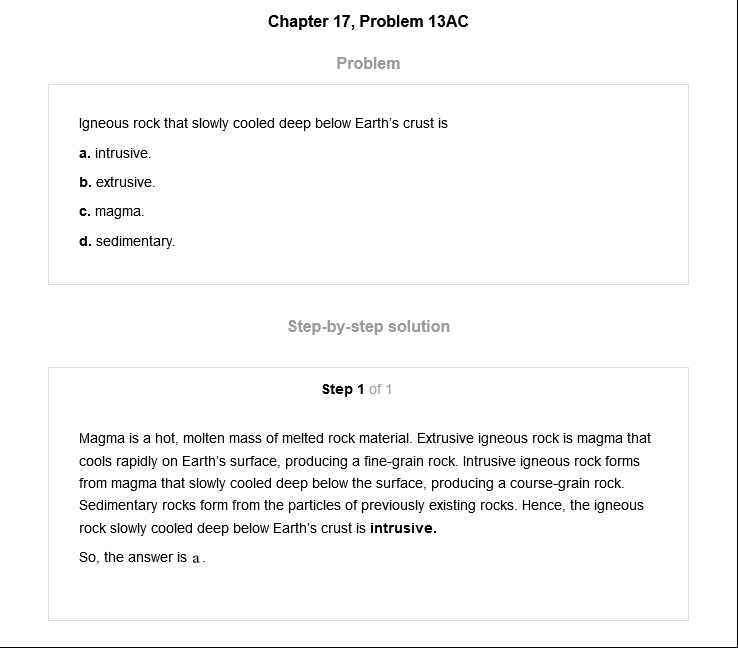 Chapter 17, Problem 13AC
Problem
Igneous rock that slowly cooled deep below Earth's crust is
a. intrusive.
b. extrusive.
c. magma.
d. sedimentary.
Step-by-step solution
Step 1 of 1
Magma is a hot, molten mass of melted rock material. Extrusive igneous rock is magma that
cools rapidly on Earth's surface, producing a fine-grain rock. Intrusive igneous rock forms
from magma that slowly cooled deep below the surface, producing a course-grain rock.
Sedimentary rocks form from the particles of previously existing rocks. Hence, the igneous
rock slowly cooled deep below Earth's crust is intrusive.
So, the answer is a.